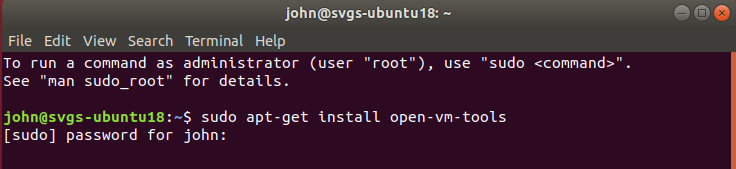 john@svgs-ubuntu18: ~
File Edit View Search Terminal Help
To run a command as administrator (user "root"), use "sudo <command>".
See "man sudo_root" for details.
john@svgs-ubuntu18:~$ sudo apt-get install open-vm-tools
[sudo] password for john: